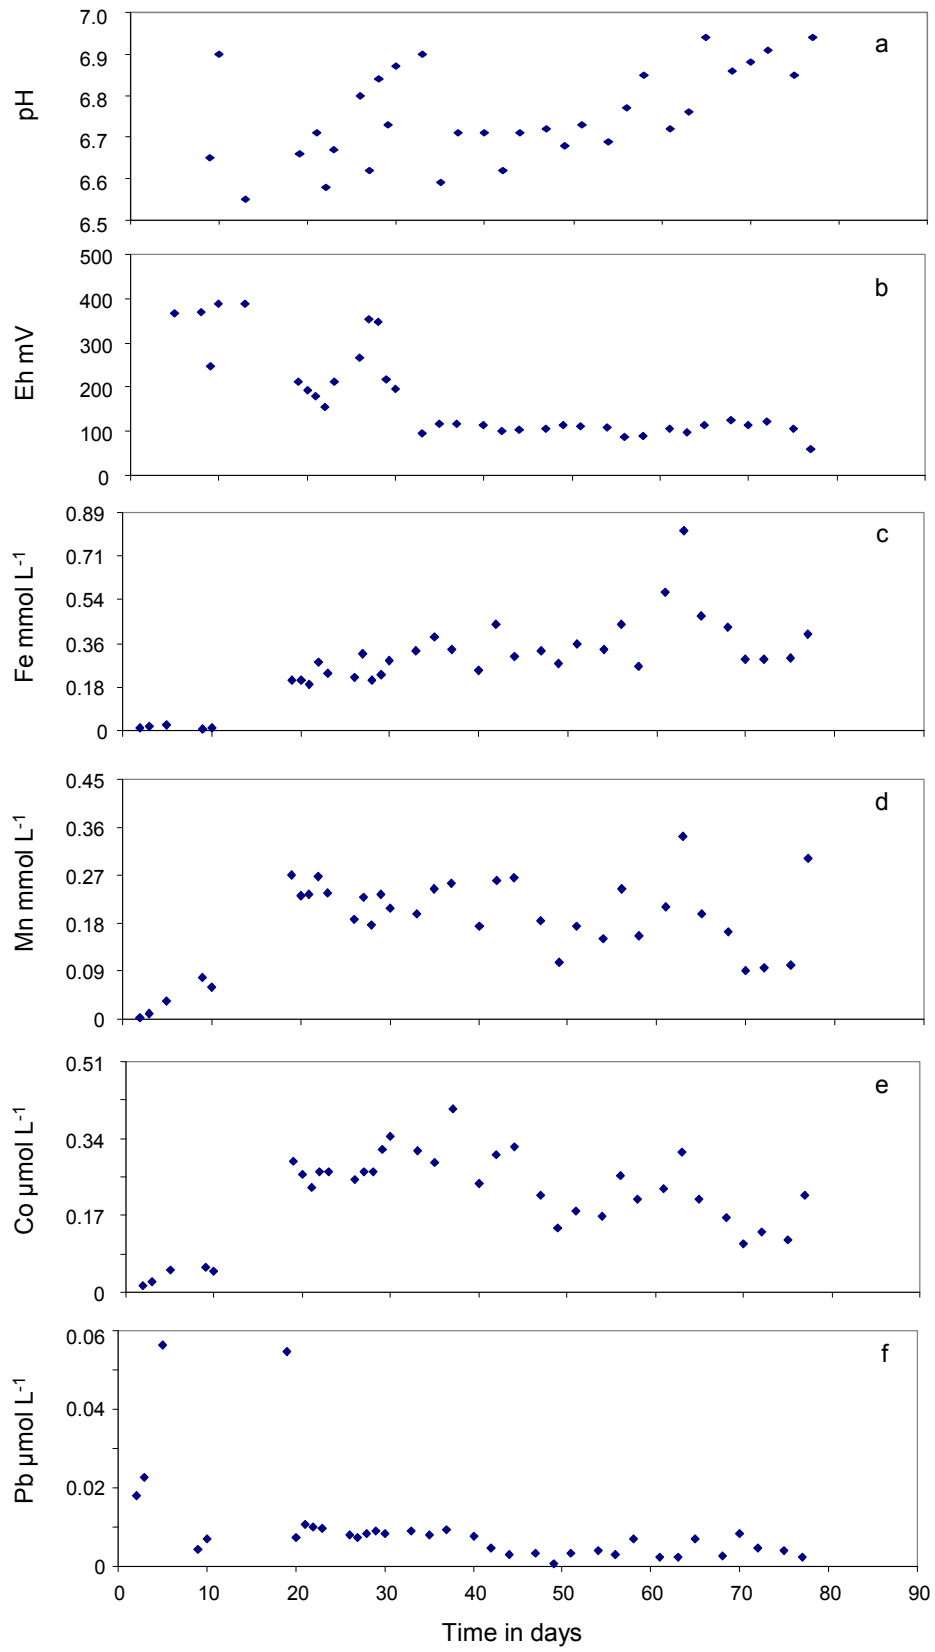 a
7.0
6.9
6.8
6.7
6.6
6.5
pH
b
500
400
300
200
100
0
Eh mV
c
0.89
0.71
0.54
0.36
0.18
0
Fe mmol L⁻¹
d
0.45
0.36
0.27
0.18
0.09
0
Mn mmol L⁻¹
e
0.51
0.34
0.17
0
Co µmol L⁻¹
f
0.06
0.04
0.02
0
Pb µmol L⁻¹
0 10 20 30 40 50 60 70 80 90
Time in days